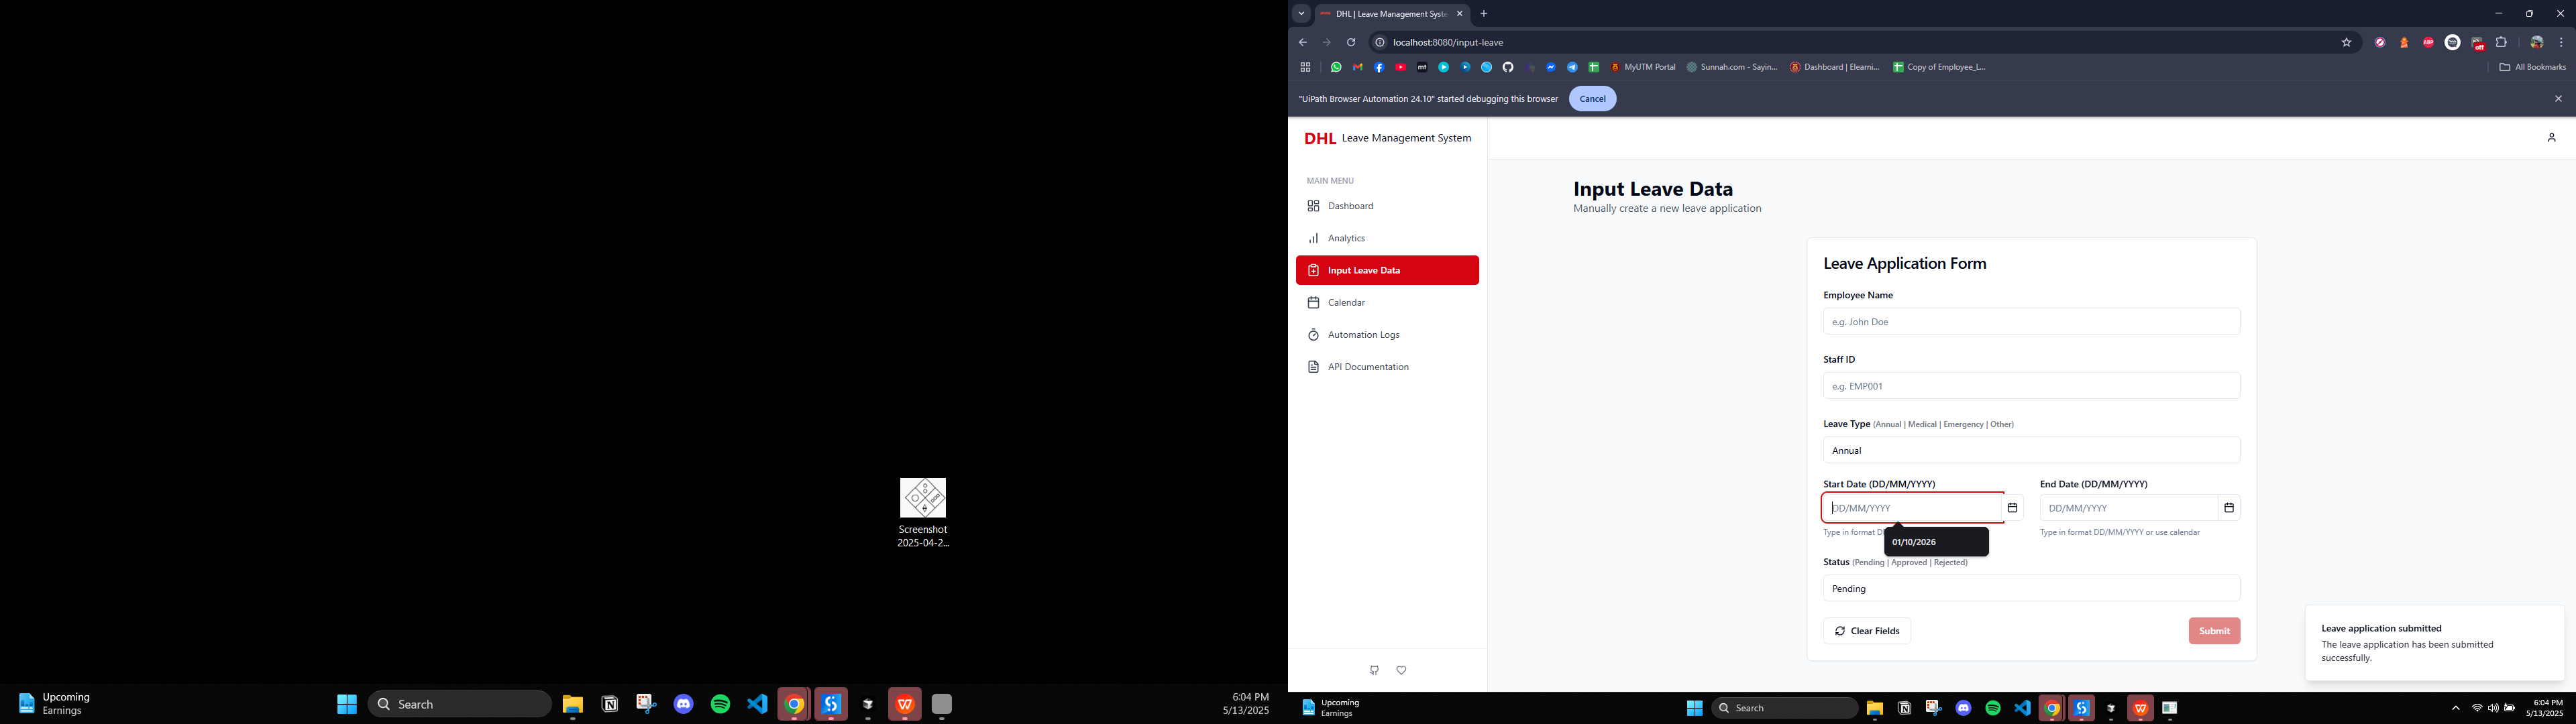 Screenshot
2025-04-2...
Upcoming
Earnings
Search
6:04 PM
5/13/2025
DHL | Leave Management Syste
localhost:8080/input-leave
ABP
off
mt
MyUTM Portal
Sunnah.com - Sayin...
Dashboard | Elearni...
Copy of Employee_L...
All Bookmarks
"UiPath Browser Automation 24.10" started debugging this browser
Cancel
DHL Leave Management System
MAIN MENU
Dashboard
Analytics
Input Leave Data
Calendar
Automation Logs
API Documentation
Input Leave Data
Manually create a new leave application
Leave Application Form
Employee Name
e.g. John Doe
Staff ID
e.g. EMP001
Leave Type (Annual | Medical | Emergency | Other)
Annual
Start Date (DD/MM/YYYY)
End Date (DD/MM/YYYY)
DD/MM/YYYY
DD/MM/YYYY
Type in format D
Type in format DD/MM/YYYY or use calendar
01/10/2026
Status (Pending | Approved | Rejected)
Pending
Clear Fields
Submit
Leave application submitted
The leave application has been submitted
successfully.
Upcoming
Earnings
Search
6:04 PM
5/13/2025